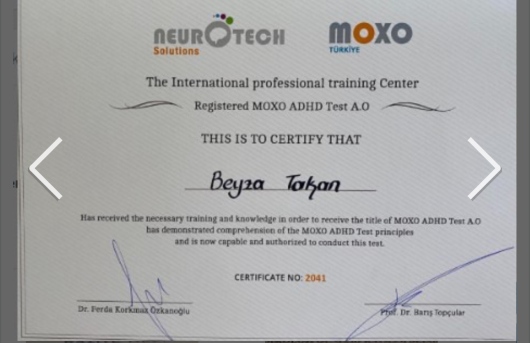 NEUROTECH
Solutions
MOXO
TÜRKİYE
The International professional training Center
Registered MOXO ADHD Test A.O
THIS IS TO CERTIFY THAT
Beyza Takan
Has received the necessary training and knowledge in order to receive the title of MOXO ADHD Test A.O
has demonstrated comprehension of the MOXO ADHD Test principles
and is now capable and authorized to conduct this test.
CERTIFICATE NO: 2041
Dr. Ferda Korkmaz Özkanoğlu
Prof. Dr. Barış Topçular